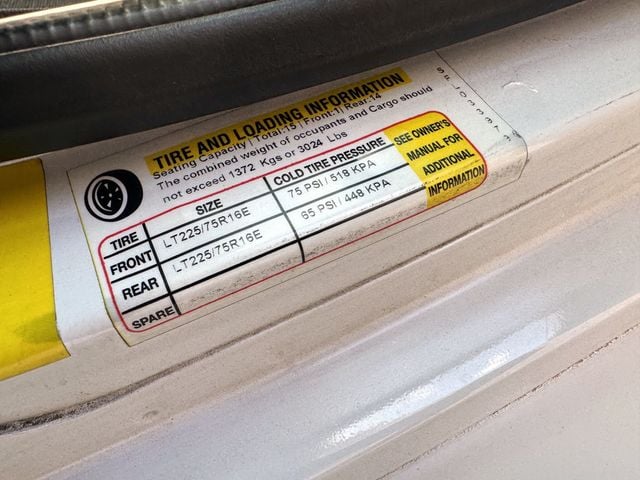 TIRE AND LOADING INFORMATION
Seating Capacity | Total:15 | Front:1| Rear:14
The combined weight of occupants and Cargo should
not exceed 1372 Kgs or 3024 Lbs
TIRE SIZE COLD TIRE PRESSURE
FRONT LT225/75R16E 75 PSI / 518 KPA
REAR LT225/75R16E 65 PSI / 448 KPA
SPARE
SEE OWNER'S
MANUAL FOR
ADDITIONAL
INFORMATION